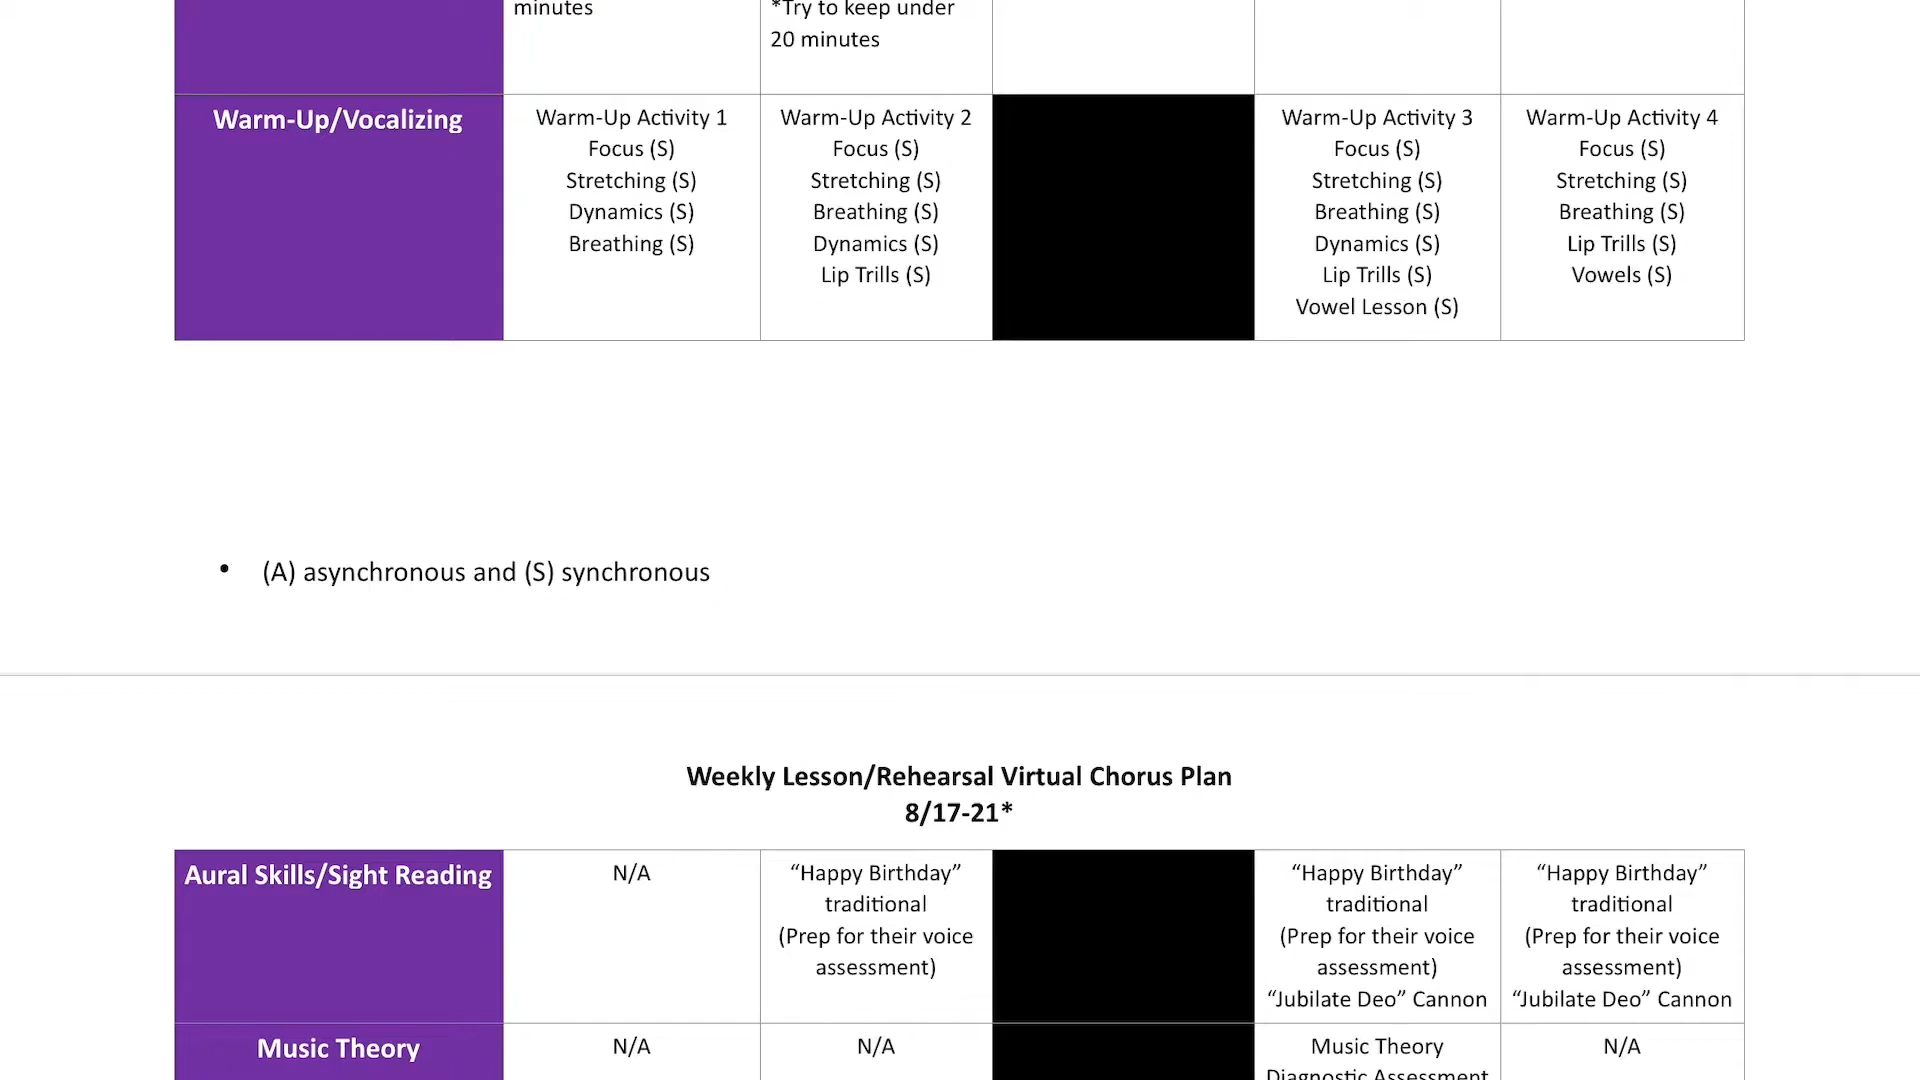 minutes
*Try to keep under
20 minutes
Warm-Up/Vocalizing
Warm-Up Activity 1
Focus (S)
Stretching (S)
Dynamics (S)
Breathing (S)
Warm-Up Activity 2
Focus (S)
Stretching (S)
Breathing (S)
Dynamics (S)
Lip Trills (S)
Warm-Up Activity 3
Focus (S)
Stretching (S)
Breathing (S)
Dynamics (S)
Lip Trills (S)
Vowel Lesson (S)
Warm-Up Activity 4
Focus (S)
Stretching (S)
Breathing (S)
Lip Trills (S)
Vowels (S)
• (A) asynchronous and (S) synchronous
Weekly Lesson/Rehearsal Virtual Chorus Plan
8/17-21*
Aural Skills/Sight Reading
N/A
“Happy Birthday”
traditional
(Prep for their voice
assessment)
“Happy Birthday”
traditional
(Prep for their voice
assessment)
“Jubilate Deo” Cannon
“Happy Birthday”
traditional
(Prep for their voice
assessment)
“Jubilate Deo” Cannon
Music Theory
N/A
N/A
Music Theory
Diagnostic Assessment
N/A